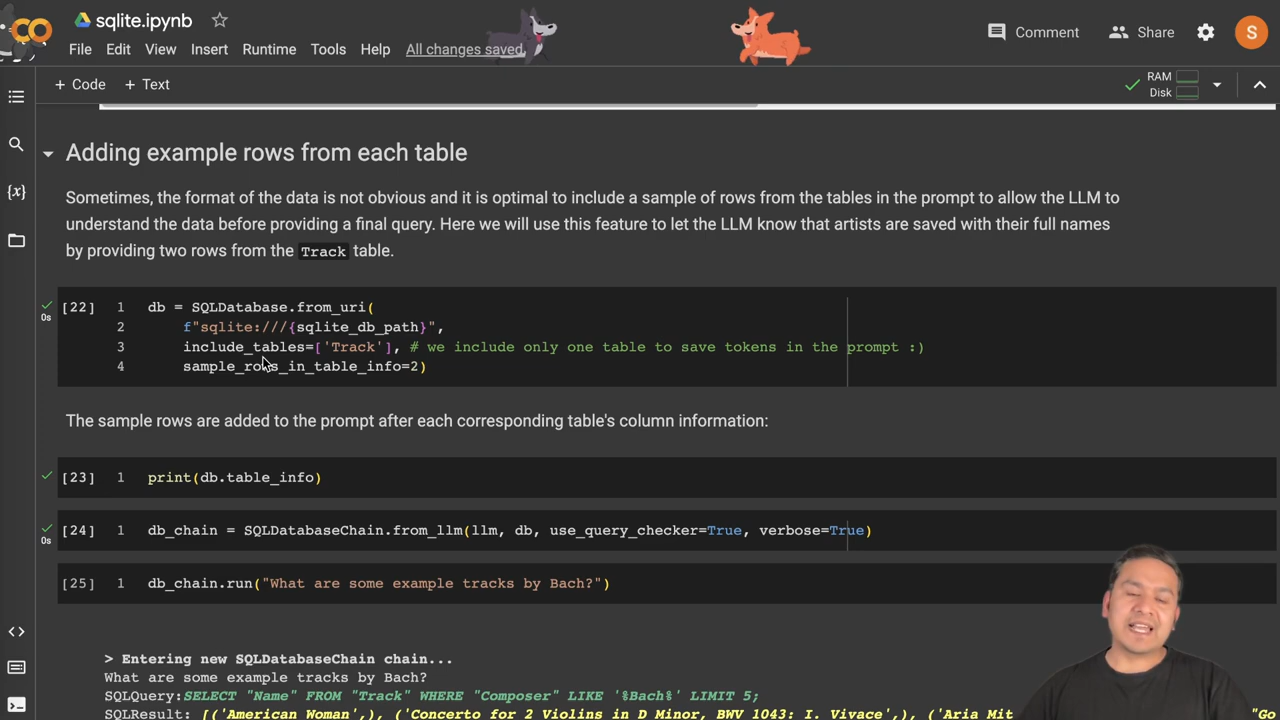 sqlite.ipynb
File Edit View Insert Runtime Tools Help All changes saved
Comment Share S
+ Code + Text
RAM
Disk
Adding example rows from each table
Sometimes, the format of the data is not obvious and it is optimal to include a sample of rows from the tables in the prompt to allow the LLM to
understand the data before providing a final query. Here we will use this feature to let the LLM know that artists are saved with their full names
by providing two rows from the Track table.
[22] 1 db = SQLDatabase.from_uri(
0s 2 f"sqlite:///{sqlite_db_path}",
3 include_tables=['Track'], # we include only one table to save tokens in the prompt :)
4 sample_rows_in_table_info=2)
The sample rows are added to the prompt after each corresponding table's column information:
[23] 1 print(db.table_info)
[24] 1 db_chain = SQLDatabaseChain.from_llm(llm, db, use_query_checker=True, verbose=True)
0s
[25] 1 db_chain.run("What are some example tracks by Bach?")
> Entering new SQLDatabaseChain chain...
What are some example tracks by Bach?
SQLQuery:SELECT "Name" FROM "Track" WHERE "Composer" LIKE '%Bach%' LIMIT 5;
SQLResult: [('American Woman',), ('Concerto for 2 Violins in D Minor, BWV 1043: I. Vivace',), ('Aria Mit "Go